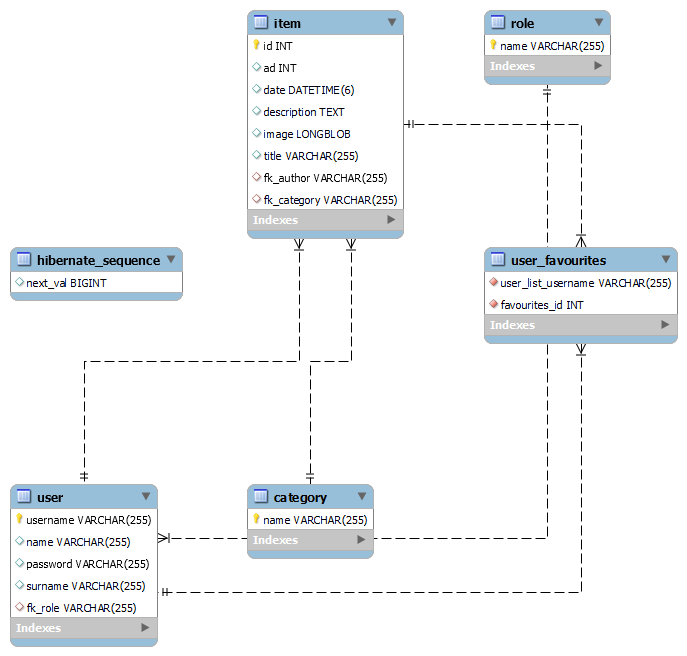 item
id INT
ad INT
date DATETIME(6)
description TEXT
image LONGBLOB
title VARCHAR(255)
fk_author VARCHAR(255)
fk_category VARCHAR(255)
Indexes
role
name VARCHAR(255)
Indexes
hibernate_sequence
next_val BIGINT
user_favourites
user_list_username VARCHAR(255)
favourites_id INT
Indexes
user
username VARCHAR(255)
name VARCHAR(255)
password VARCHAR(255)
surname VARCHAR(255)
fk_role VARCHAR(255)
Indexes
category
name VARCHAR(255)
Indexes